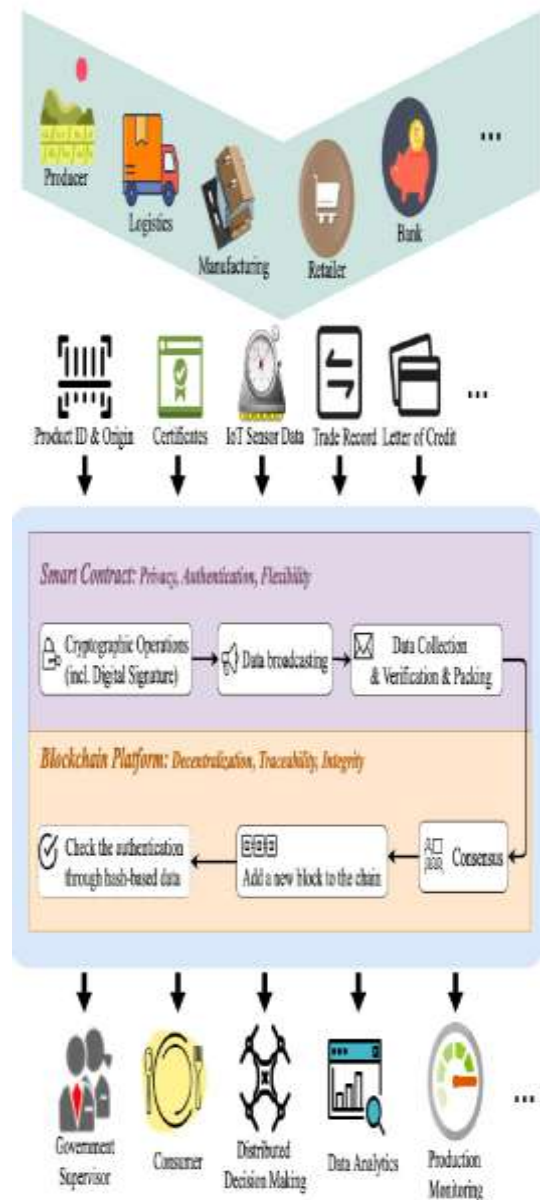 Producer
Logistics
Manufacturing
Retailer
Bank
...
Product ID & Origin
Certificates
IoT Sensor Data
Trade Record
Letter of Credit
...
Smart Contract: Privacy, Authentication, Flexibility
Cryptographic Operations
(incl. Digital Signature)
Data broadcasting
Data Collection
& Verification & Packing
Blockchain Platform: Decentralization, Traceability, Integrity
Check the authentication
through hash-based data
Add a new block to the chain
Consensus
Government
Supervisor
Consumer
Distributed
Decision Making
Data Analytics
Production
Monitoring
...